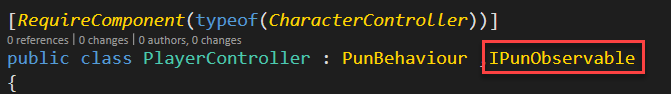 [RequireComponent(typeof(CharacterController))]
0 references | 0 changes | 0 authors, 0 changes
public class PlayerController : PunBehaviour ,IPunObservable
{